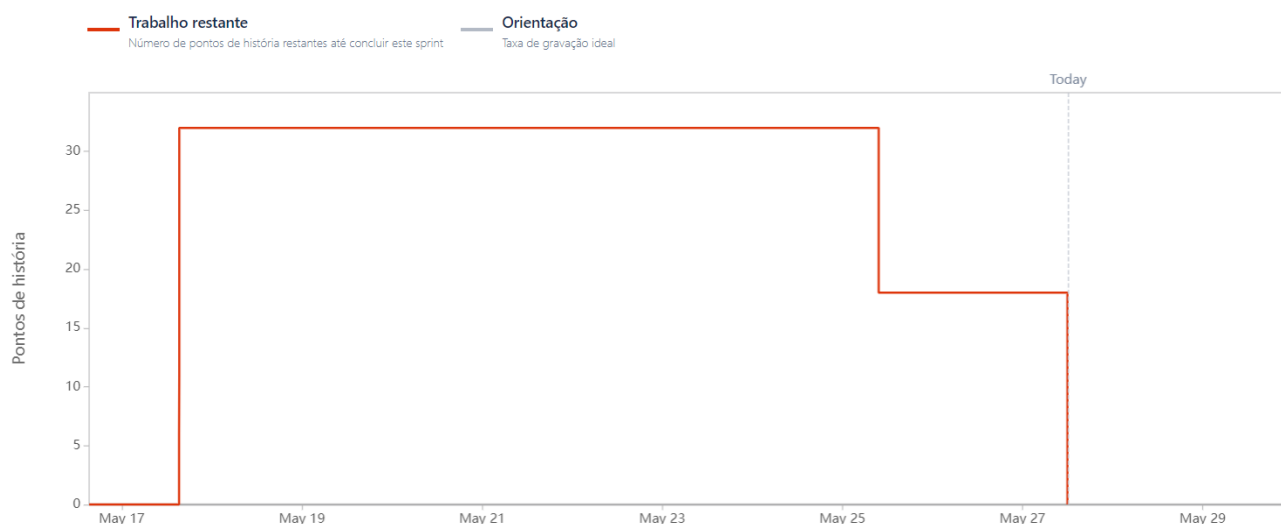 Trabalho restante
Número de pontos de história restantes até concluir este sprint
Orientação
Taxa de gravação ideal
Today
Pontos de história
30
25
20
15
10
5
0
May 17
May 19
May 21
May 23
May 25
May 27
May 29